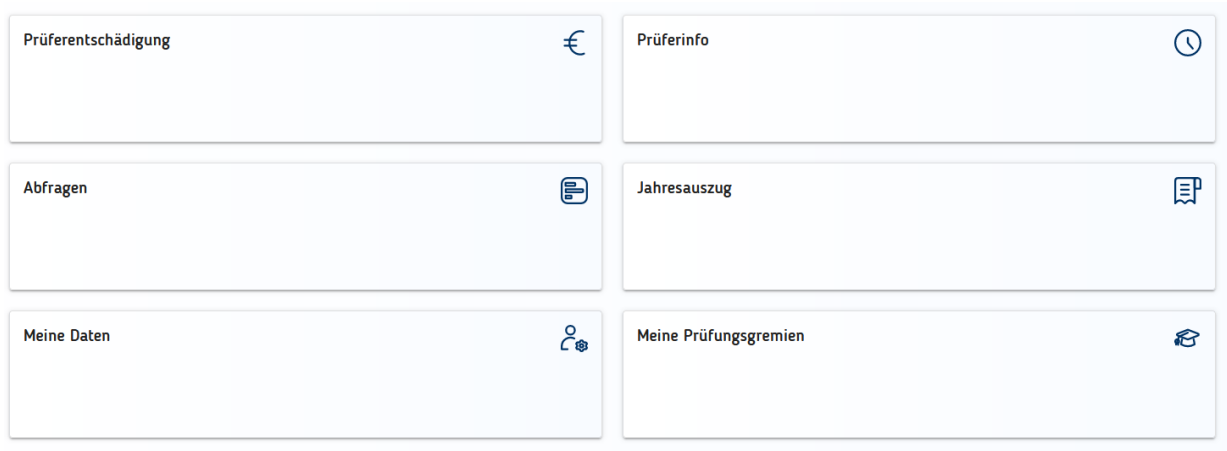 Prüferentschädigung
Prüferinfo
Abfragen
Jahresauszug
Meine Daten
Meine Prüfungsgremien